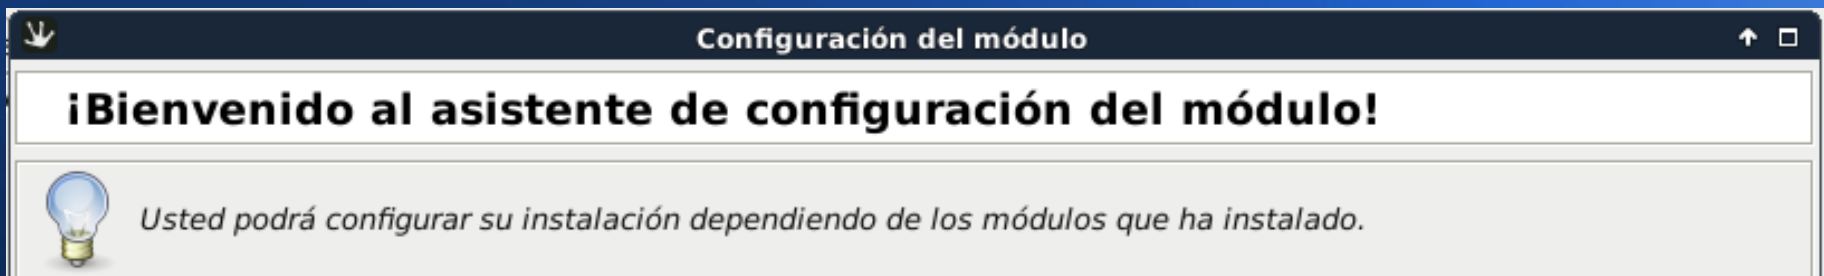 Configuración del módulo
¡Bienvenido al asistente de configuración del módulo!
Usted podrá configurar su instalación dependiendo de los módulos que ha instalado.